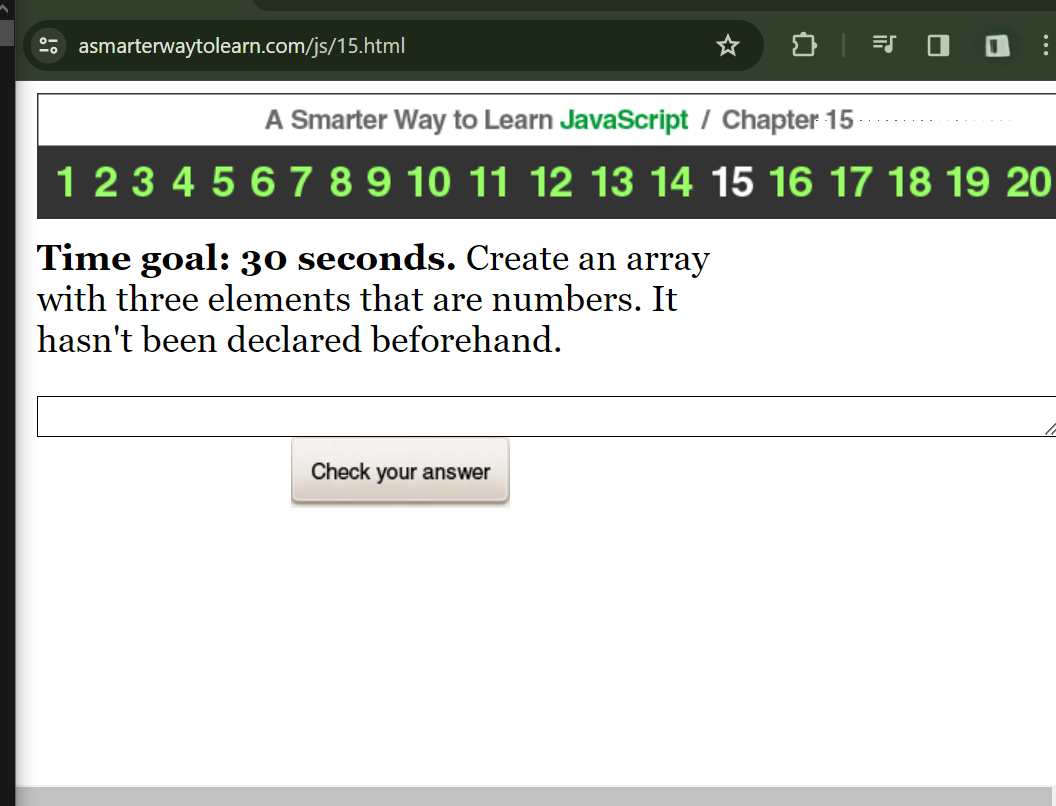 asmarterwaytolearn.com/js/15.html
A Smarter Way to Learn JavaScript / Chapter 15
1 2 3 4 5 6 7 8 9 10 11 12 13 14 15 16 17 18 19 20
Time goal: 30 seconds. Create an array
with three elements that are numbers. It
hasn't been declared beforehand.
Check your answer